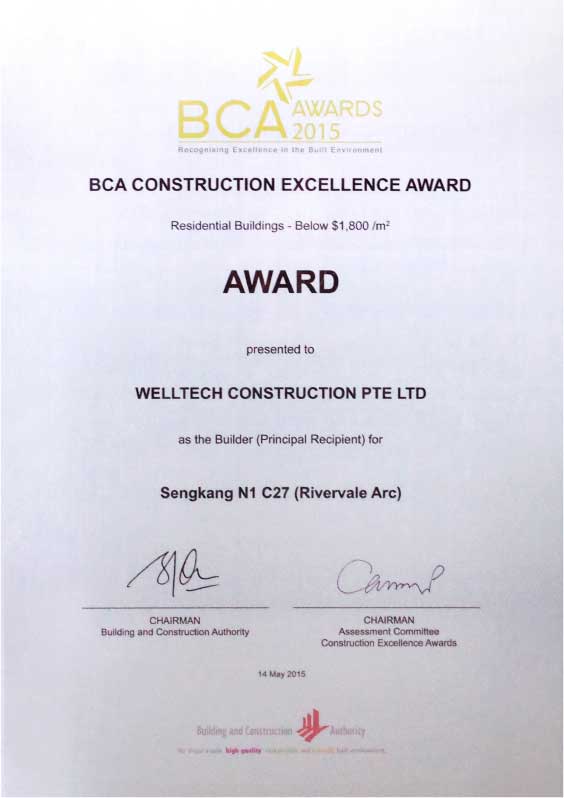 BCA AWARDS
2015
Recognising Excellence in the Built Environment
BCA CONSTRUCTION EXCELLENCE AWARD
Residential Buildings - Below $1,800 /m²
AWARD
presented to
WELLTECH CONSTRUCTION PTE LTD
as the Builder (Principal Recipient) for
Sengkang N1 C27 (Rivervale Arc)
CHAIRMAN
Building and Construction Authority
CHAIRMAN
Assessment Committee
Construction Excellence Awards
14 May 2015
Building and Construction Authority
high quality built environment.